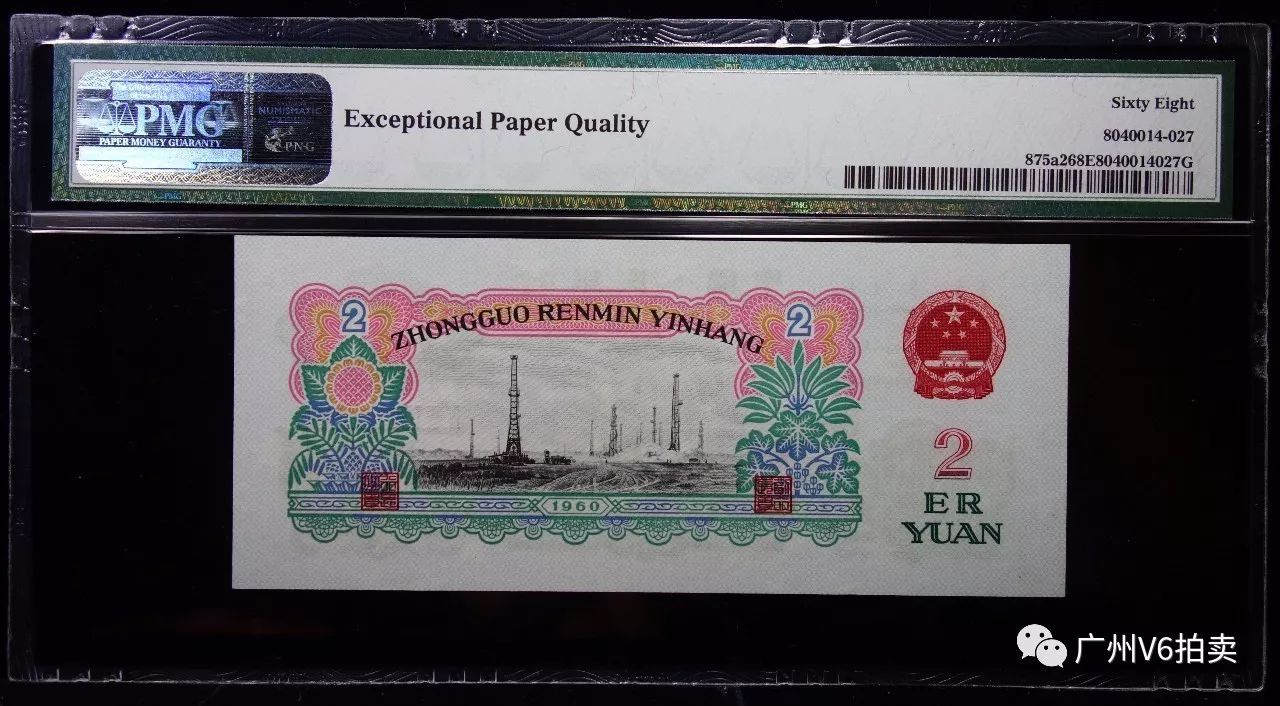 PMG
PAPER MONEY GUARANTY
NUMISMATIC
PNG
Exceptional Paper Quality
Sixty Eight
8040014-027
875a268E8040014027G
ZHONGGUO RENMIN YINHANG
2
2
1960
2
ER
YUAN
广州V6拍卖